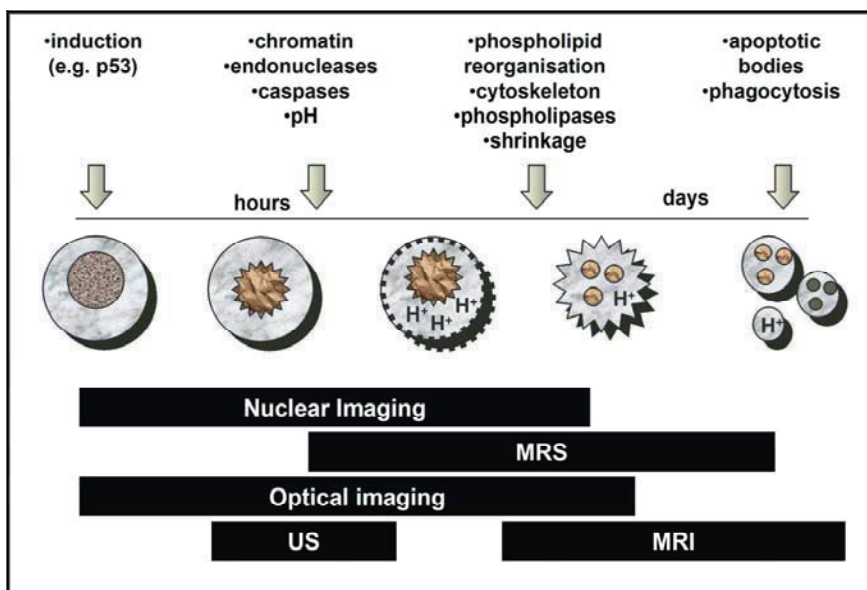 •induction
(e.g. p53)
•chromatin
•endonucleases
•caspases
•pH
•phospholipid
reorganisation
•cytoskeleton
•phospholipases
•shrinkage
•apoptotic
bodies
•phagocytosis
hours
days
H+
H+
H+
H+
H+
Nuclear Imaging
MRS
Optical imaging
US
MRI